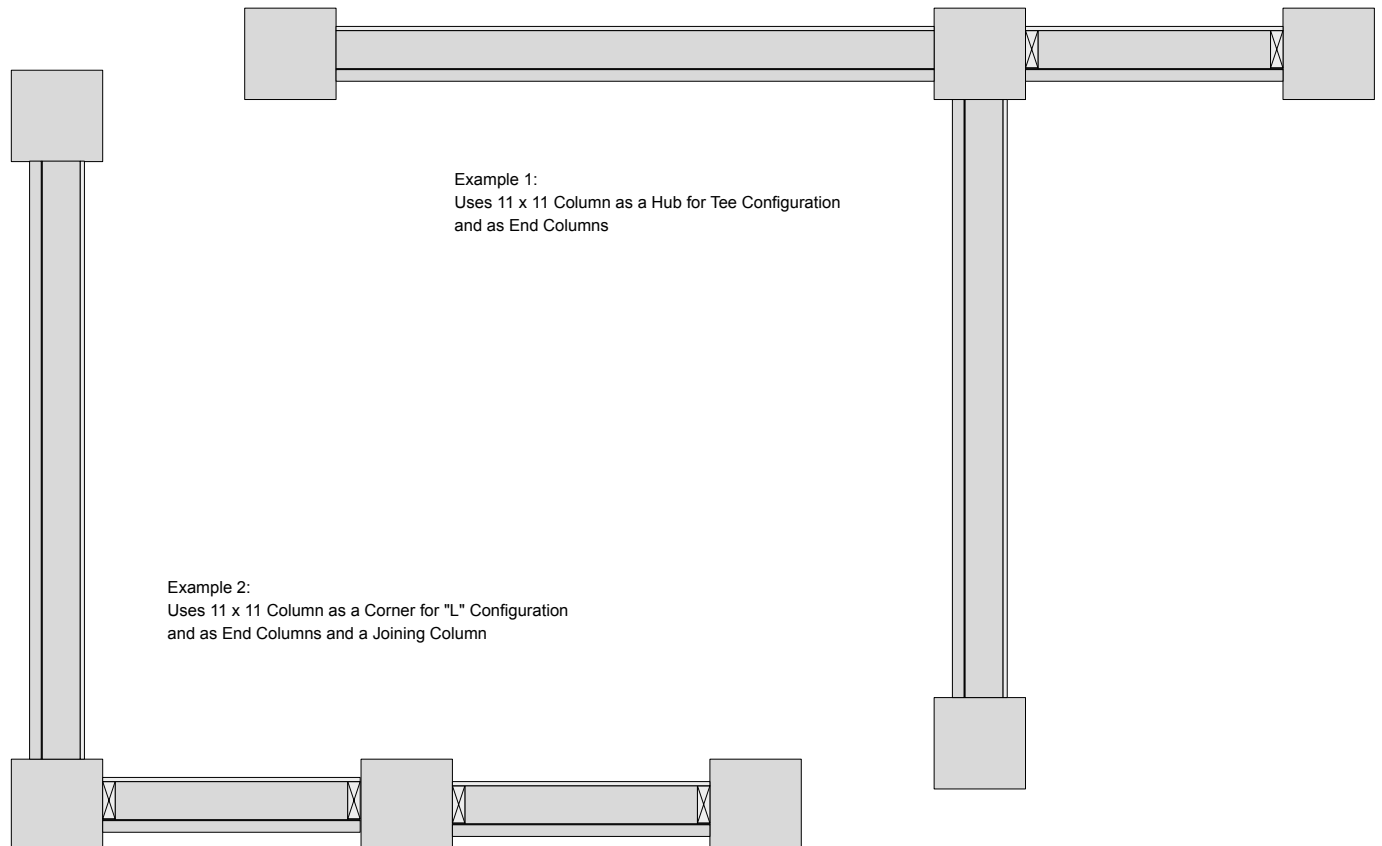 Example 1:
Uses 11 x 11 Column as a Hub for Tee Configuration
and as End Columns
Example 2:
Uses 11 x 11 Column as a Corner for "L" Configuration
and as End Columns and a Joining Column